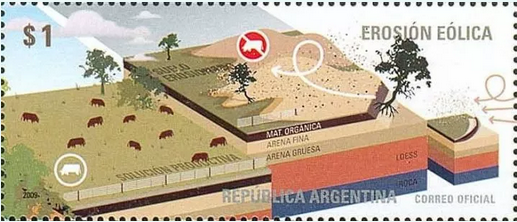 $1
EROSIÓN EÓLICA
SUELO
EROSIONADO
MAT. ORGÁNICA
ARENA FINA
ARENA GRUESA
LOESS
ROCA
SOLUCIÓN PRODUCTIVA
2009
REPÚBLICA ARGENTINA
CORREO OFICIAL